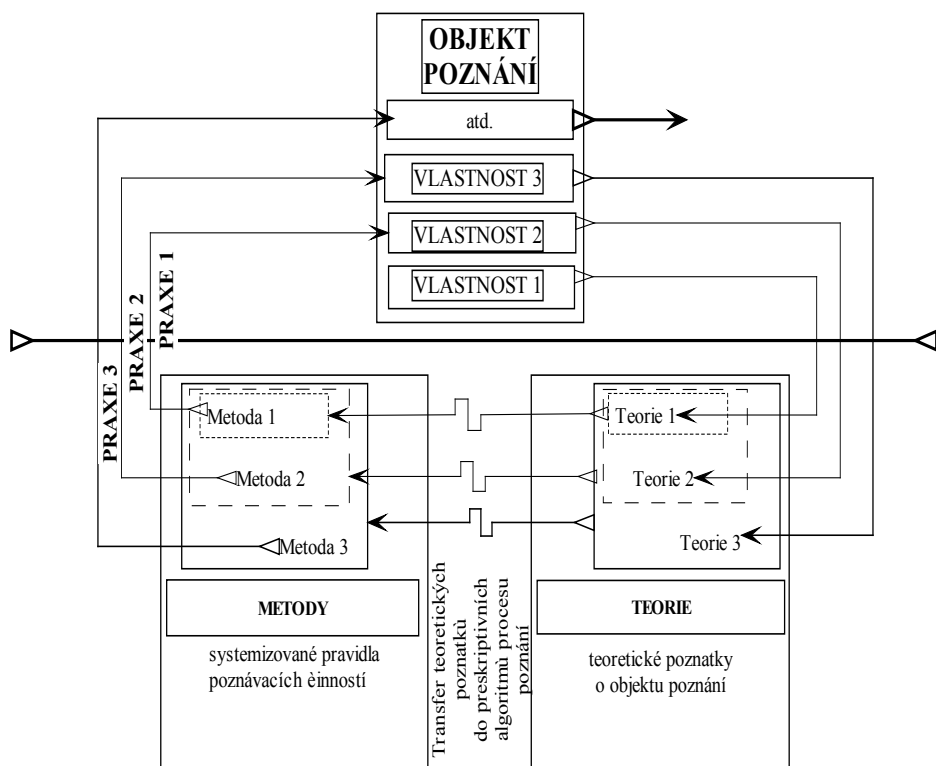 OBJEKT
POZNÁNÍ
atd.
VLASTNOST 3
VLASTNOST 2
VLASTNOST 1
PRAXE 1
PRAXE 2
PRAXE 3
Metoda 1
Metoda 2
Metoda 3
Teorie 1
Teorie 2
Teorie 3
METODY
systemizované pravidla
poznávacích èinností
Transfer teoretických
poznatků
do preskriptivních
algoritmù procesu
poznání
TEORIE
teoretické poznatky
o objektu poznání